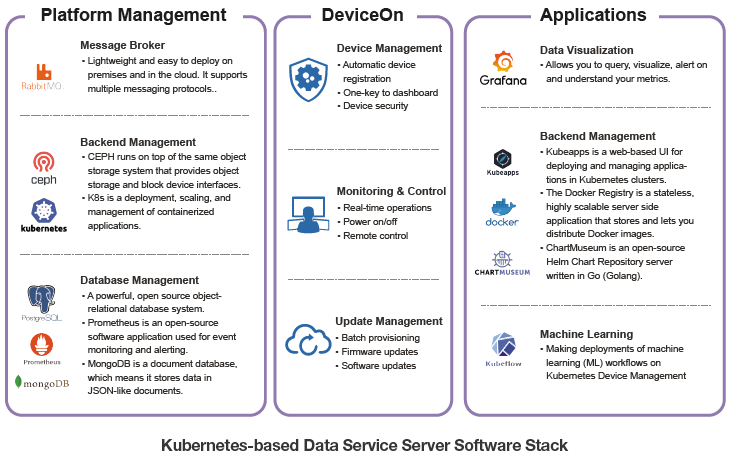 Platform Management
Message Broker
• Lightweight and easy to deploy on
premises and in the cloud. It supports
multiple messaging protocols..
RabbitMQ
Backend Management
• CEPH runs on top of the same object
storage system that provides object
storage and block device interfaces.
• K8s is a deployment, scaling, and
management of containerized
applications.
ceph
kubernetes
Database Management
• A powerful, open source object-
relational database system.
• Prometheus is an open-source
software application used for event
monitoring and alerting.
• MongoDB is a document database,
which means it stores data in
JSON-like documents.
PostgreSQL
Prometheus
mongoDB
DeviceOn
Device Management
• Automatic device
registration
• One-key to dashboard
• Device security
Monitoring & Control
• Real-time operations
• Power on/off
• Remote control
Update Management
• Batch provisioning
• Firmware updates
• Software updates
Applications
Data Visualization
• Allows you to query, visualize, alert on
and understand your metrics.
Grafana
Backend Management
• Kubeapps is a web-based UI for
deploying and managing applica-
tions in Kubernetes clusters.
• The Docker Registry is a stateless,
highly scalable server side
application that stores and lets you
distribute Docker images.
• ChartMuseum is an open-source
Helm Chart Repository server
written in Go (Golang).
Kubeapps
docker
CHARTMUSEUM
Machine Learning
• Making deployments of machine
learning (ML) workflows on
Kubernetes Device Management
Kubeflow
Kubernetes-based Data Service Server Software Stack